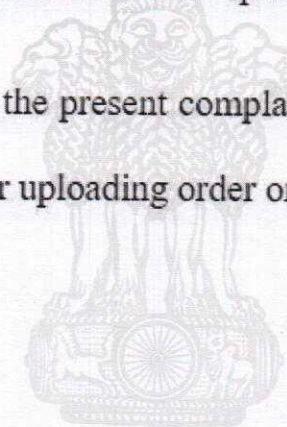 the present compla
r uploading order or